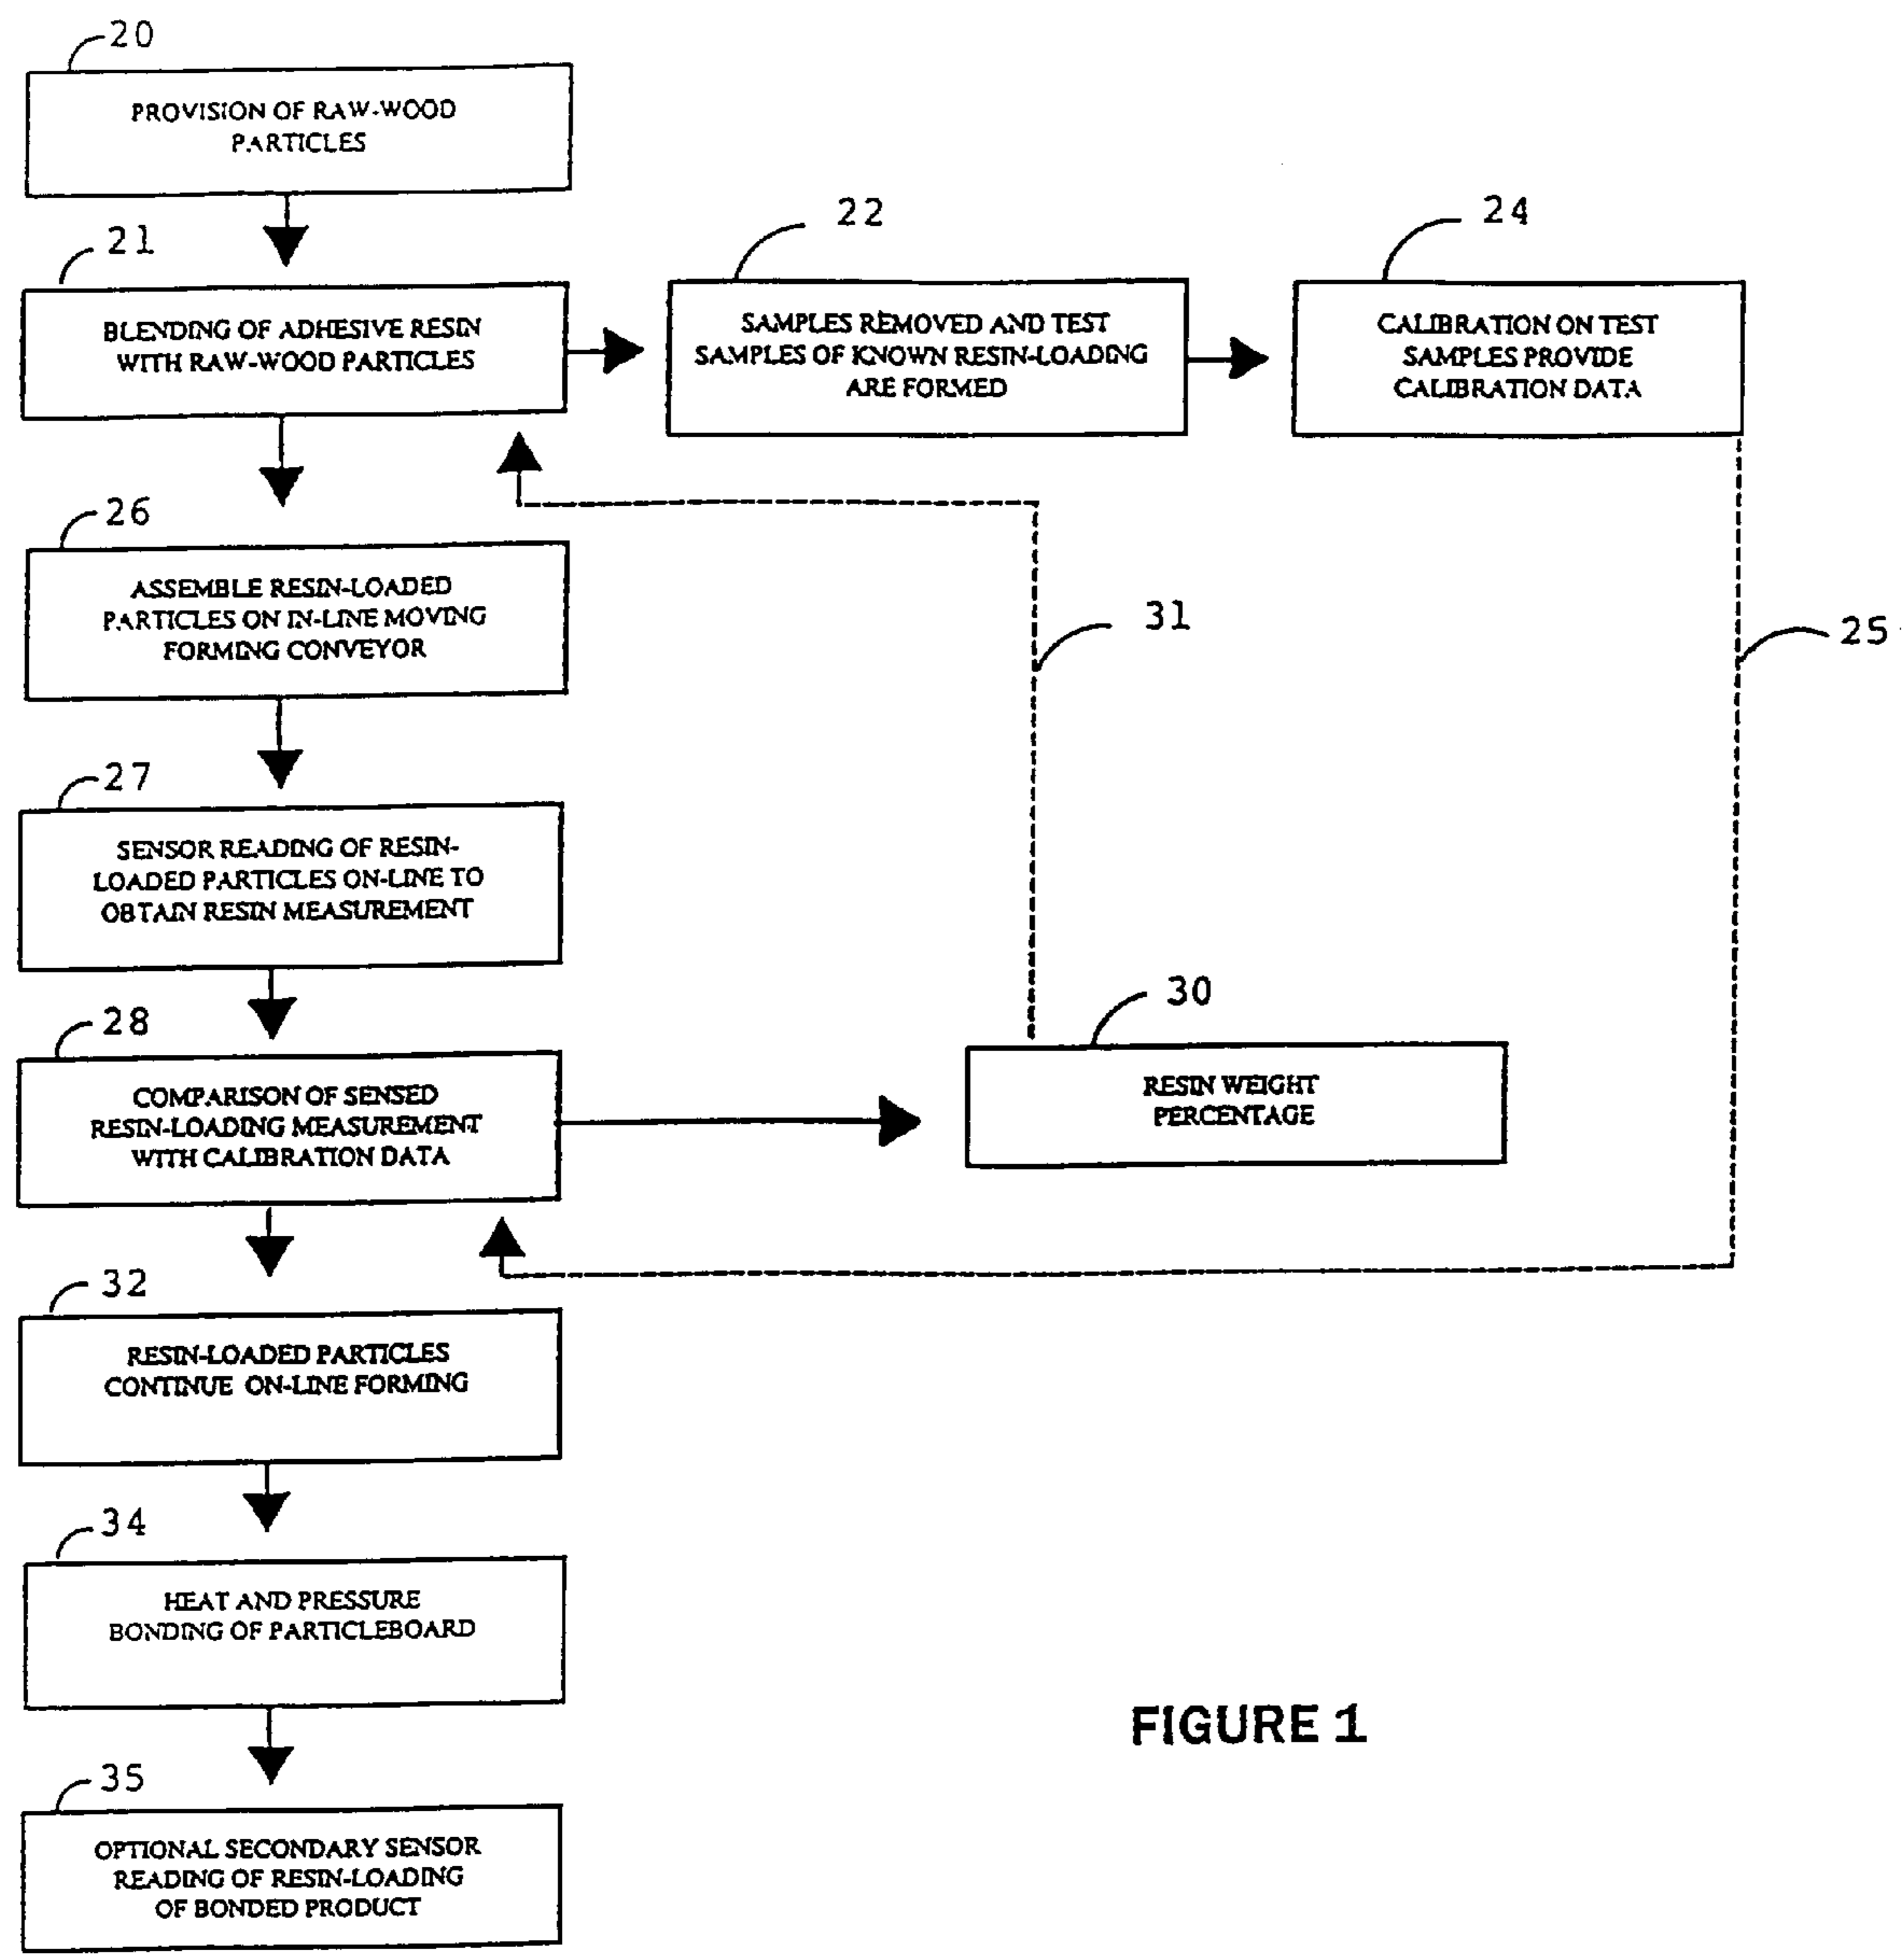 20
PROVISION OF RAW-WOOD
PARTICLES
21
BLENDING OF ADHESIVE RESIN
WITH RAW-WOOD PARTICLES
22
SAMPLES REMOVED AND TEST
SAMPLES OF KNOWN RESIN-LOADING
ARE FORMED
24
CALIBRATION ON TEST
SAMPLES PROVIDE
CALIBRATION DATA
26
ASSEMBLE RESIN-LOADED
PARTICLES ON IN-LINE MOVING
FORMING CONVEYOR
31
25
27
SENSOR READING OF RESIN-
LOADED PARTICLES ON-LINE TO
OBTAIN RESIN MEASUREMENT
28
COMPARISON OF SENSED
RESIN-LOADING MEASUREMENT
WITH CALIBRATION DATA
30
RESIN WEIGHT
PERCENTAGE
32
RESIN-LOADED PARTICLES
CONTINUE ON-LINE FORMING
34
HEAT AND PRESSURE
BONDING OF PARTICLEBOARD
35
OPTIONAL SECONDARY SENSOR
READING OF RESIN-LOADING
OF BONDED PRODUCT
FIGURE 1